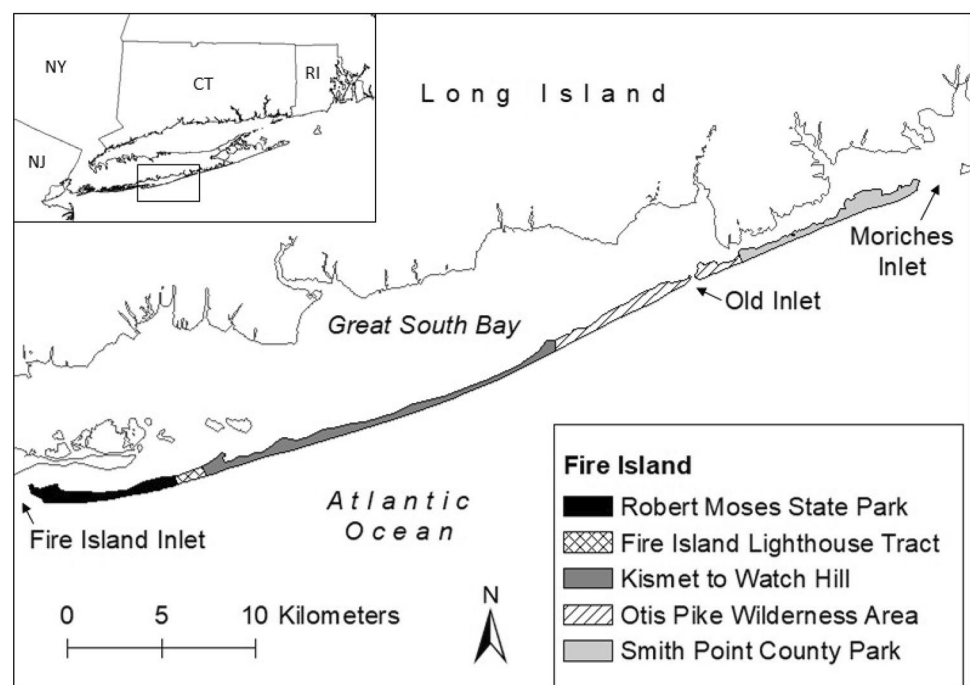 NY
CT
RI
NJ
Long Island
Moriches
Inlet
Old Inlet
Great South Bay
Atlantic
Ocean
Fire Island Inlet
0 5 10 Kilometers
N
Fire Island
Robert Moses State Park
Fire Island Lighthouse Tract
Kismet to Watch Hill
Otis Pike Wilderness Area
Smith Point County Park